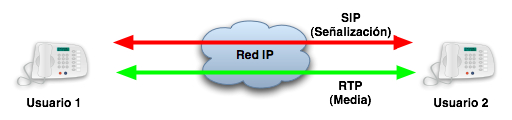 SIP
(Señalización)
Red IP
RTP
(Media)
Usuario 1
Usuario 2